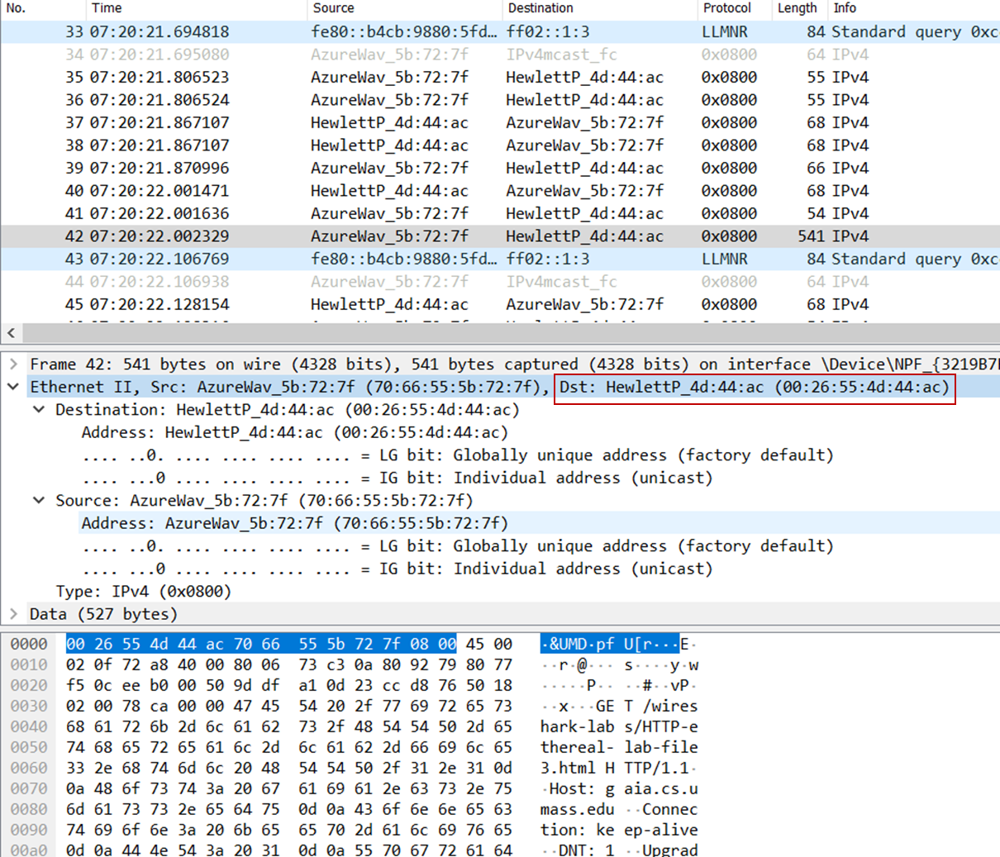 No. Time Source Destination Protocol Length Info
33 07:20:21.694818 fe80::b4cb:9880:5fd… ff02::1:3 LLMNR 84 Standard query 0xc
34 07:20:21.695080 AzureWav_5b:72:7f IPv4mcast_fc 0x0800 64 IPv4
35 07:20:21.806523 AzureWav_5b:72:7f HewlettP_4d:44:ac 0x0800 55 IPv4
36 07:20:21.806524 AzureWav_5b:72:7f HewlettP_4d:44:ac 0x0800 55 IPv4
37 07:20:21.867107 HewlettP_4d:44:ac AzureWav_5b:72:7f 0x0800 68 IPv4
38 07:20:21.867107 HewlettP_4d:44:ac AzureWav_5b:72:7f 0x0800 68 IPv4
39 07:20:21.870996 AzureWav_5b:72:7f HewlettP_4d:44:ac 0x0800 66 IPv4
40 07:20:22.001471 HewlettP_4d:44:ac AzureWav_5b:72:7f 0x0800 68 IPv4
41 07:20:22.001636 AzureWav_5b:72:7f HewlettP_4d:44:ac 0x0800 54 IPv4
42 07:20:22.002329 AzureWav_5b:72:7f HewlettP_4d:44:ac 0x0800 541 IPv4
43 07:20:22.106769 fe80::b4cb:9880:5fd… ff02::1:3 LLMNR 84 Standard query 0xc
44 07:20:22.106938 AzureWav_5b:72:7f IPv4mcast_fc 0x0800 64 IPv4
45 07:20:22.128154 HewlettP_4d:44:ac AzureWav_5b:72:7f 0x0800 68 IPv4
Frame 42: 541 bytes on wire (4328 bits), 541 bytes captured (4328 bits) on interface \Device\NPF_{3219B7
Ethernet II, Src: AzureWav_5b:72:7f (70:66:55:5b:72:7f), Dst: HewlettP_4d:44:ac (00:26:55:4d:44:ac)
Destination: HewlettP_4d:44:ac (00:26:55:4d:44:ac)
Address: HewlettP_4d:44:ac (00:26:55:4d:44:ac)
.... ..0. .... .... .... .... = LG bit: Globally unique address (factory default)
.... ...0 .... .... .... .... = IG bit: Individual address (unicast)
Source: AzureWav_5b:72:7f (70:66:55:5b:72:7f)
Address: AzureWav_5b:72:7f (70:66:55:5b:72:7f)
.... ..0. .... .... .... .... = LG bit: Globally unique address (factory default)
.... ...0 .... .... .... .... = IG bit: Individual address (unicast)
Type: IPv4 (0x0800)
Data (527 bytes)
0000 00 26 55 4d 44 ac 70 66 55 5b 72 7f 08 00 45 00 ·&UMD·pf U[r···E·
0010 02 0f 72 a8 40 00 80 06 73 c3 0a 80 92 79 80 77 ··r·@··· s····y·w
0020 f5 0c ee b0 00 50 9d df a1 0d 23 cc d8 76 50 18 ·····P·· ··#··vP·
0030 02 00 78 ca 00 00 47 45 54 20 2f 77 69 72 65 73 ··x···GE T /wires
0040 68 61 72 6b 2d 6c 61 62 73 2f 48 54 54 50 2d 65 hark-lab s/HTTP-e
0050 74 68 65 72 65 61 6c 2d 6c 61 62 2d 66 69 6c 65 thereal- lab-file
0060 33 2e 68 74 6d 6c 20 48 54 54 50 2f 31 2e 31 0d 3.html H TTP/1.1·
0070 0a 48 6f 73 74 3a 20 67 61 69 61 2e 63 73 2e 75 ·Host: g aia.cs.u
0080 6d 61 73 73 2e 65 64 75 0d 0a 43 6f 6e 6e 65 63 mass.edu ··Connec
0090 74 69 6f 6e 3a 20 6b 65 65 70 2d 61 6c 69 76 65 tion: ke ep-alive
00a0 0d 0a 44 4e 54 3a 20 31 0d 0a 55 70 67 72 61 64 ··DNT: 1 ··Upgrad